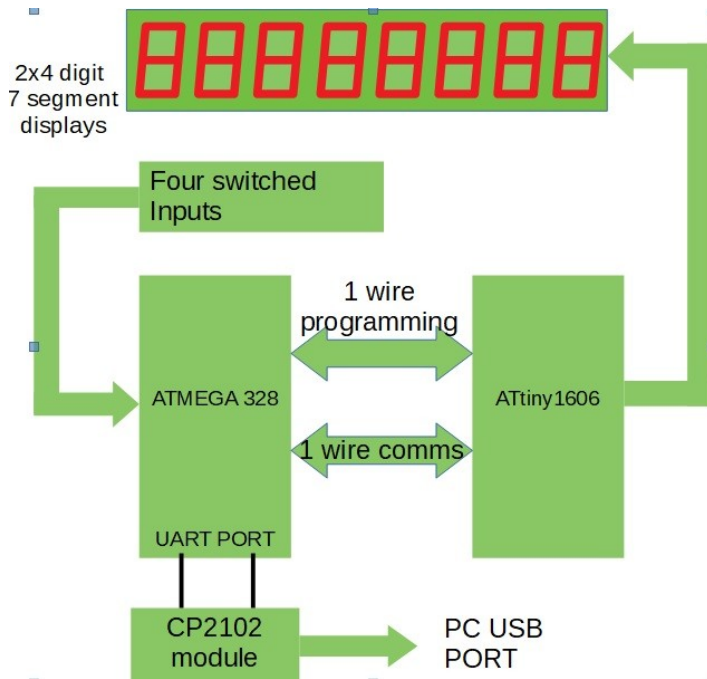 2x4 digit
7 segment
displays
Four switched
Inputs
1 wire
programming
ATMEGA 328
ATtiny1606
1 wire comms
UART PORT
CP2102
module
PC USB
PORT